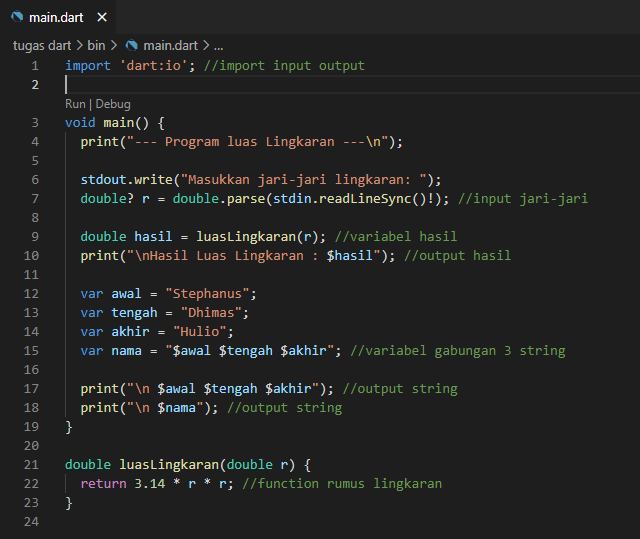 main.dart ×
tugas dart > bin > main.dart > ...
1 import 'dart:io'; //import input output
2
Run | Debug
3 void main() {
4 print("--- Program luas Lingkaran ---\n");
5
6 stdout.write("Masukkan jari-jari lingkaran: ");
7 double? r = double.parse(stdin.readLineSync()!); //input jari-jari
8
9 double hasil = luasLingkaran(r); //variabel hasil
10 print("\nHasil Luas Lingkaran : $hasil"); //output hasil
11
12 var awal = "Stephanus";
13 var tengah = "Dhimas";
14 var akhir = "Hulio";
15 var nama = "$awal $tengah $akhir"; //variabel gabungan 3 string
16
17 print("\n $awal $tengah $akhir"); //output string
18 print("\n $nama"); //output string
19 }
20
21 double luasLingkaran(double r) {
22 return 3.14 * r * r; //function rumus lingkaran
23 }
24